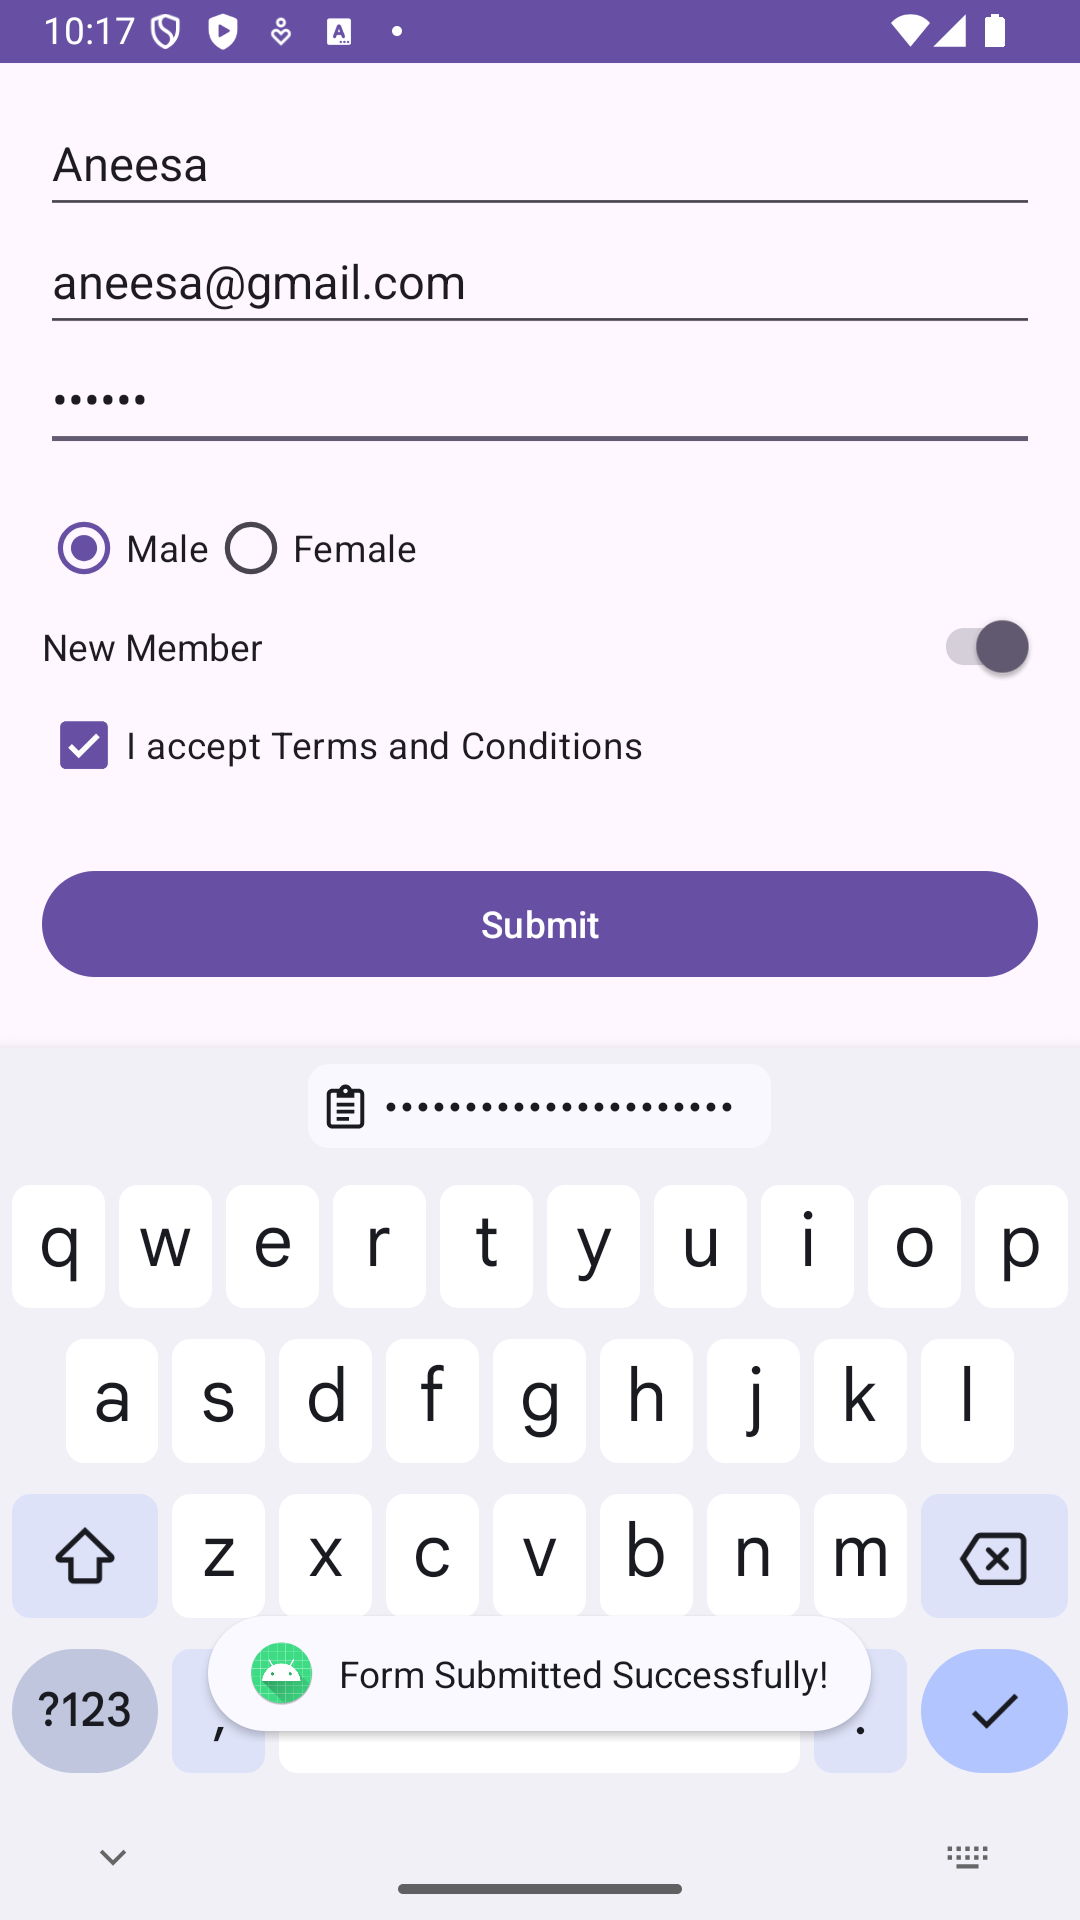 10:17
Aneesa
aneesa@gmail.com
••••••
Male Female
New Member
I accept Terms and Conditions
Submit
••••••••••••••••••••••
q w e r t y u i o p
a s d f g h j k l
z x c v b n m
Form Submitted Successfully!
?123 , .